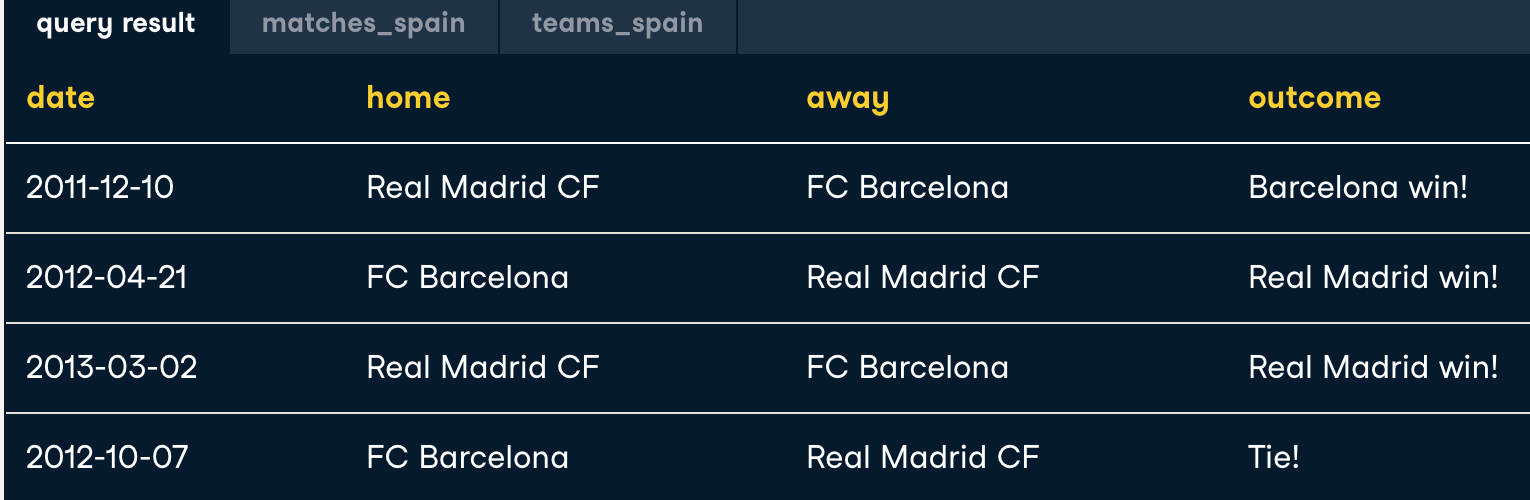 query result matches_spain teams_spain
date home away outcome
2011-12-10 Real Madrid CF FC Barcelona Barcelona win!
2012-04-21 FC Barcelona Real Madrid CF Real Madrid win!
2013-03-02 Real Madrid CF FC Barcelona Real Madrid win!
2012-10-07 FC Barcelona Real Madrid CF Tie!